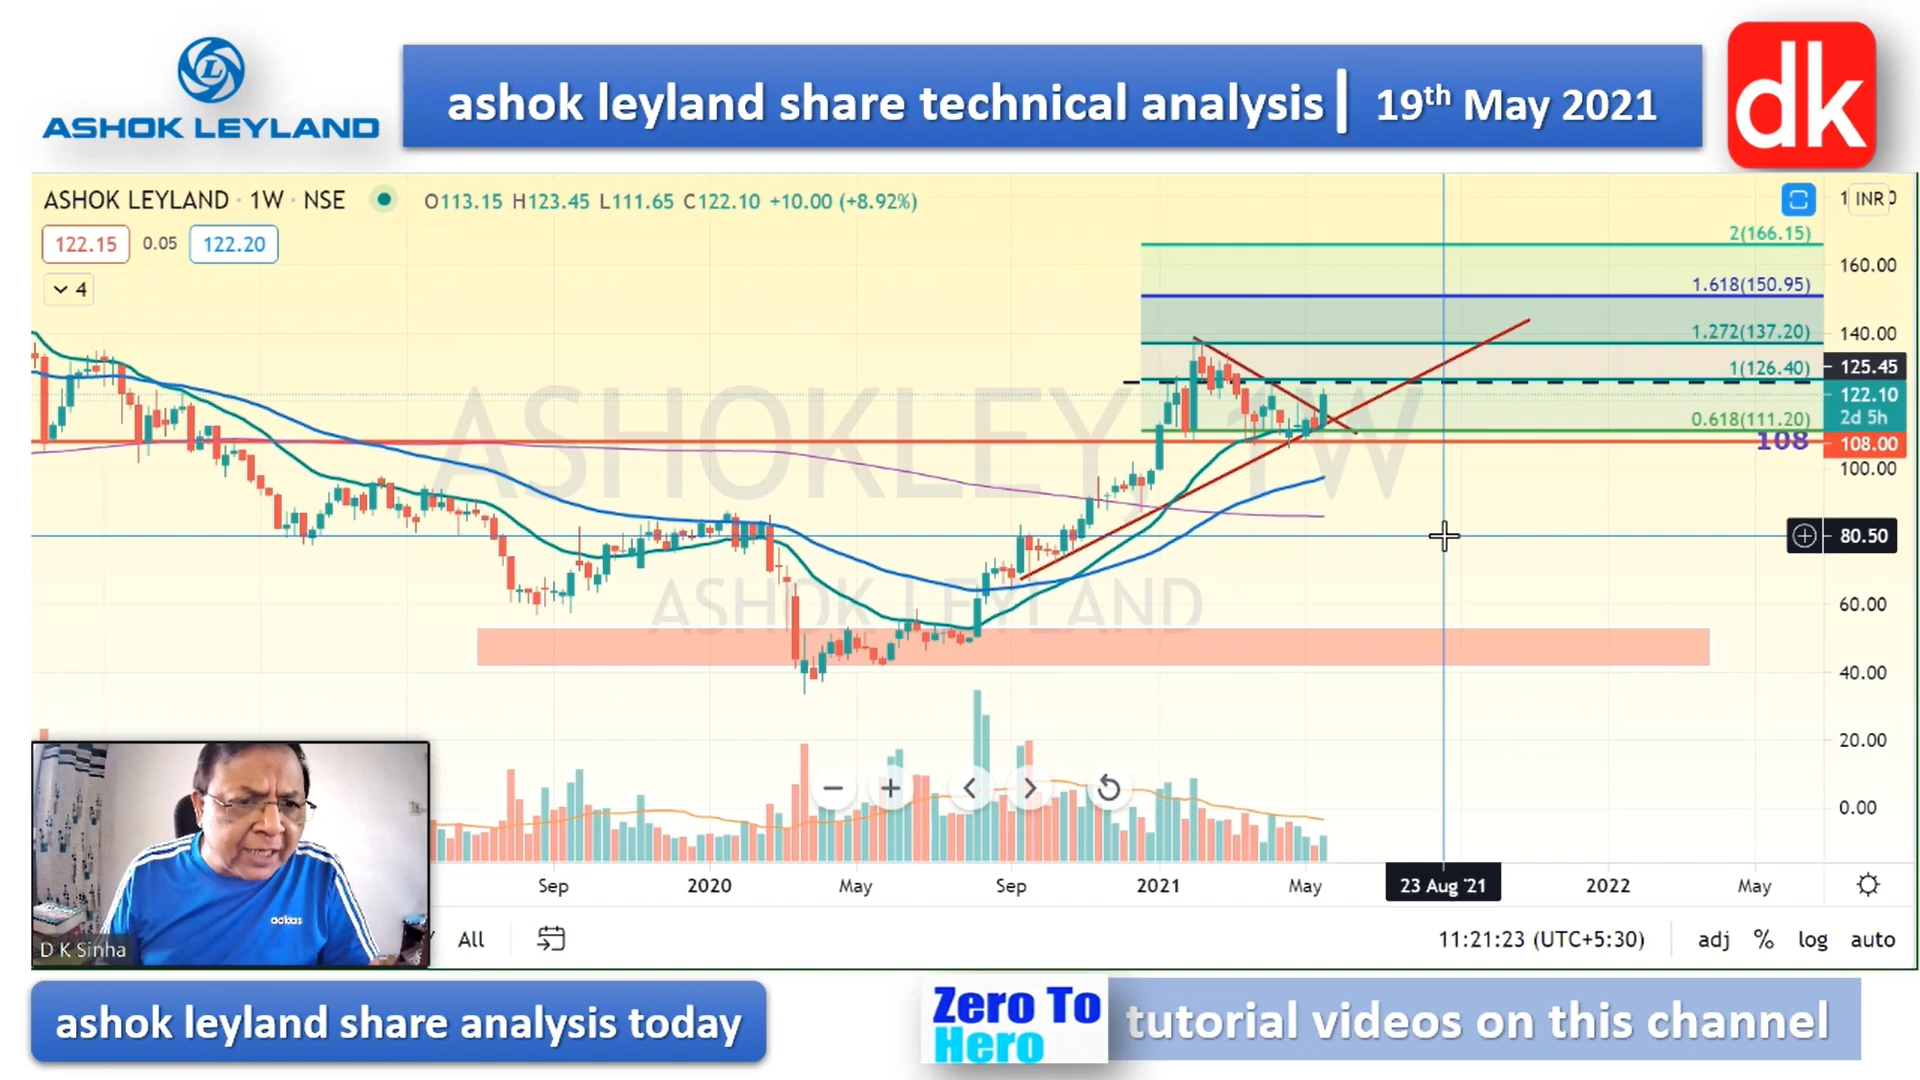 ASHOK LEYLAND
ashok leyland share technical analysis | 19th May 2021
dk
ASHOK LEYLAND · 1W · NSE
O113.15 H123.45 L111.65 C122.10 +10.00 (+8.92%)
INR
122.15 0.05 122.20
4
2(166.15)
160.00
1.618(150.95)
1.272(137.20)
140.00
1(126.40)
125.45
122.10
2d 5h
0.618(111.20)
108
108.00
100.00
80.50
60.00
40.00
20.00
0.00
ASHOKLEY, 1W
ASHOK LEYLAND
Sep 2020 May Sep 2021 May 23 Aug '21 2022 May
All
11:21:23 (UTC+5:30) adj % log auto
adidas
D K Sinha
ashok leyland share analysis today
Zero To
Hero
tutorial videos on this channel